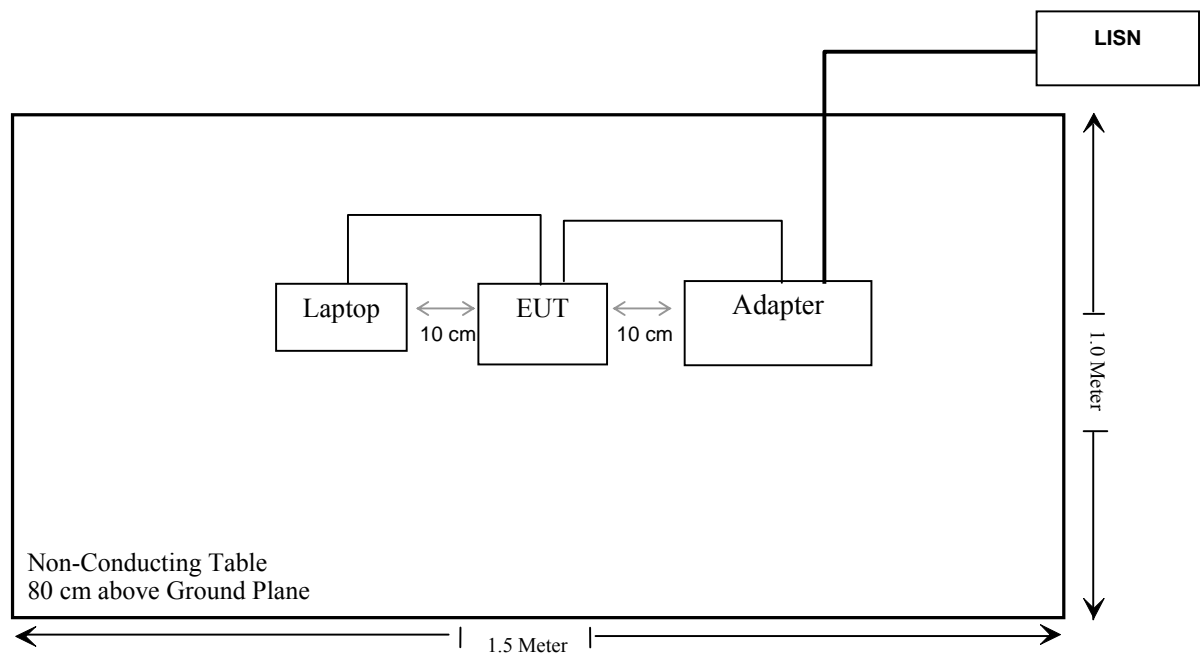 LISN
Laptop
EUT
Adapter
10 cm
10 cm
1.0 Meter
Non-Conducting Table
80 cm above Ground Plane
1.5 Meter